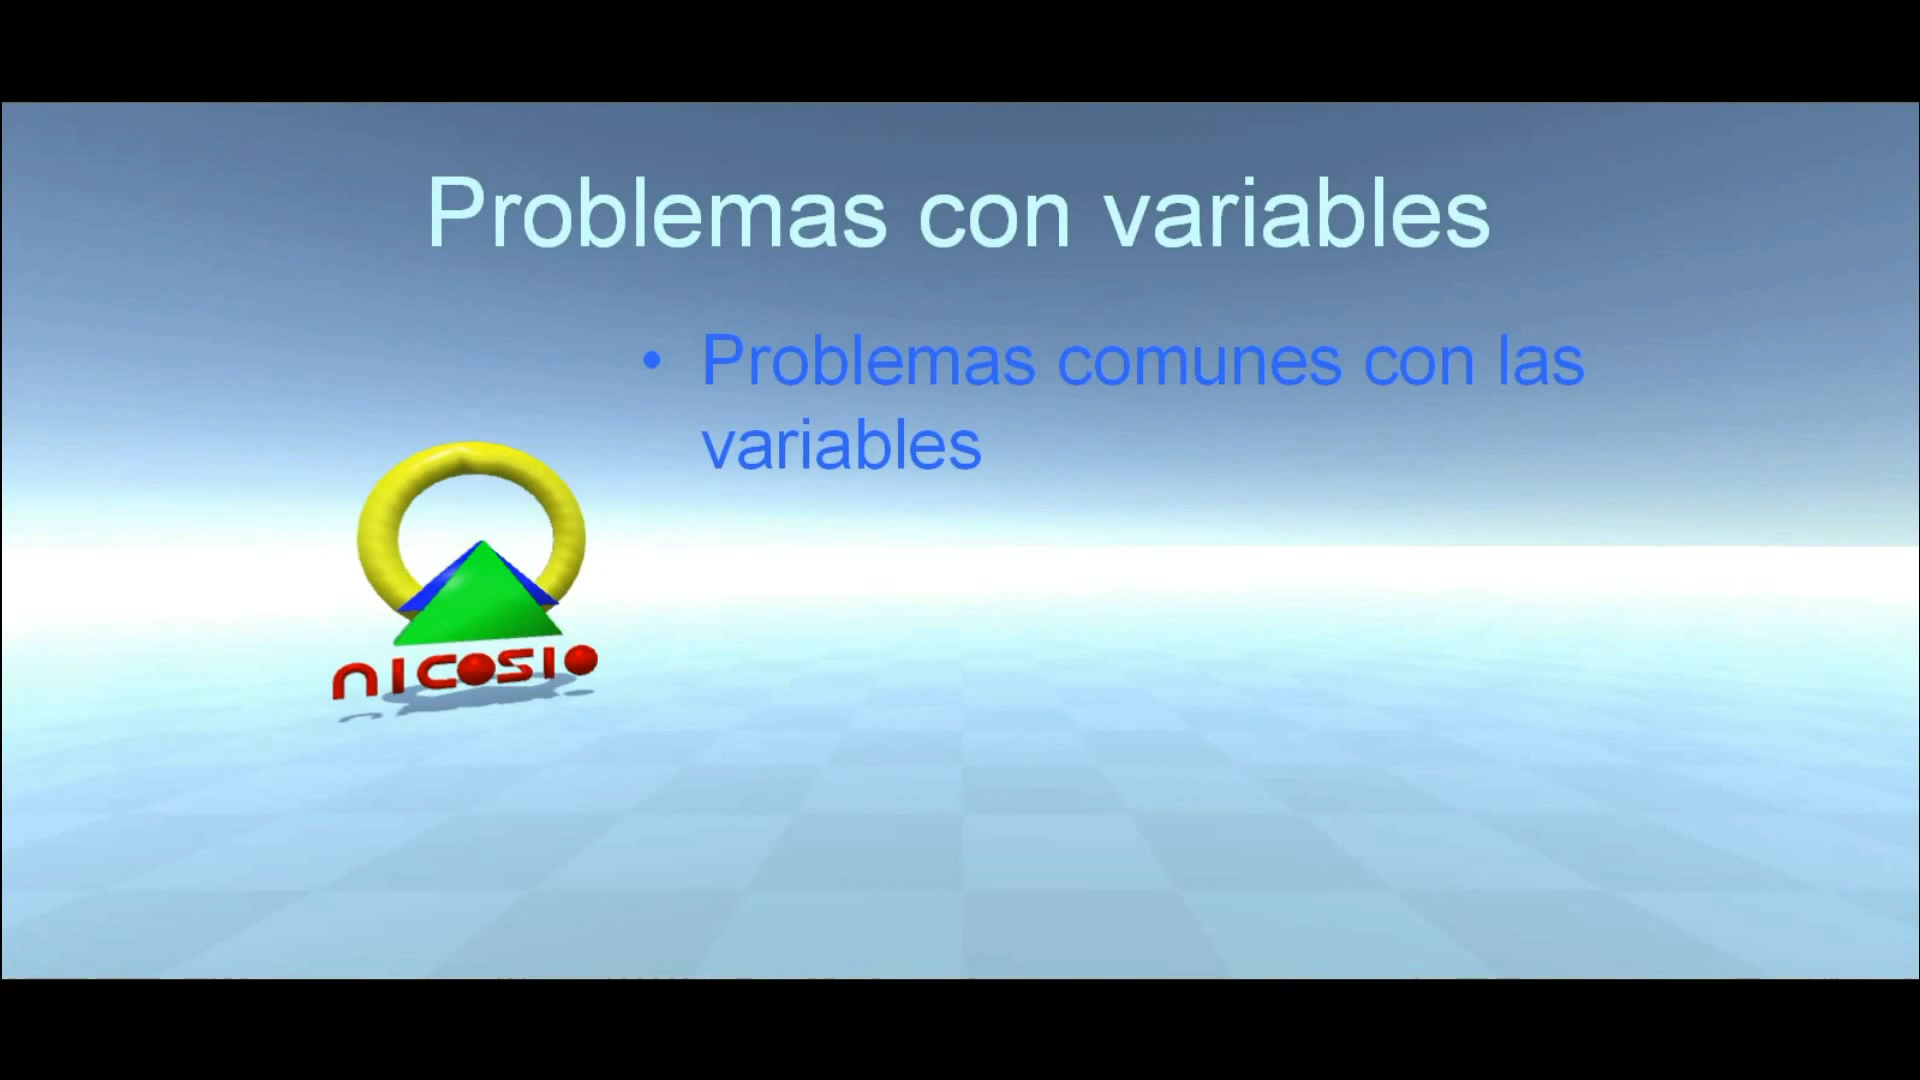 Problemas con variables
• Problemas comunes con las
variables
nicosio